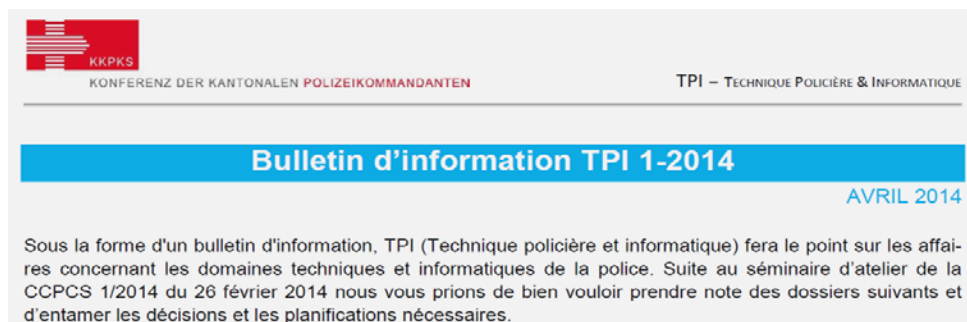 KKPKS
KONFERENZ DER KANTONALEN POLIZEIKOMMANDANTEN
TPI – TECHNIQUE POLICIÈRE & INFORMATIQUE
Bulletin d’information TPI 1-2014
AVRIL 2014
Sous la forme d'un bulletin d'information, TPI (Technique policière et informatique) fera le point sur les affai-
res concernant les domaines techniques et informatiques de la police. Suite au séminaire d’atelier de la
CCPCS 1/2014 du 26 février 2014 nous vous prions de bien vouloir prendre note des dossiers suivants et
d’entamer les décisions et les planifications nécessaires.